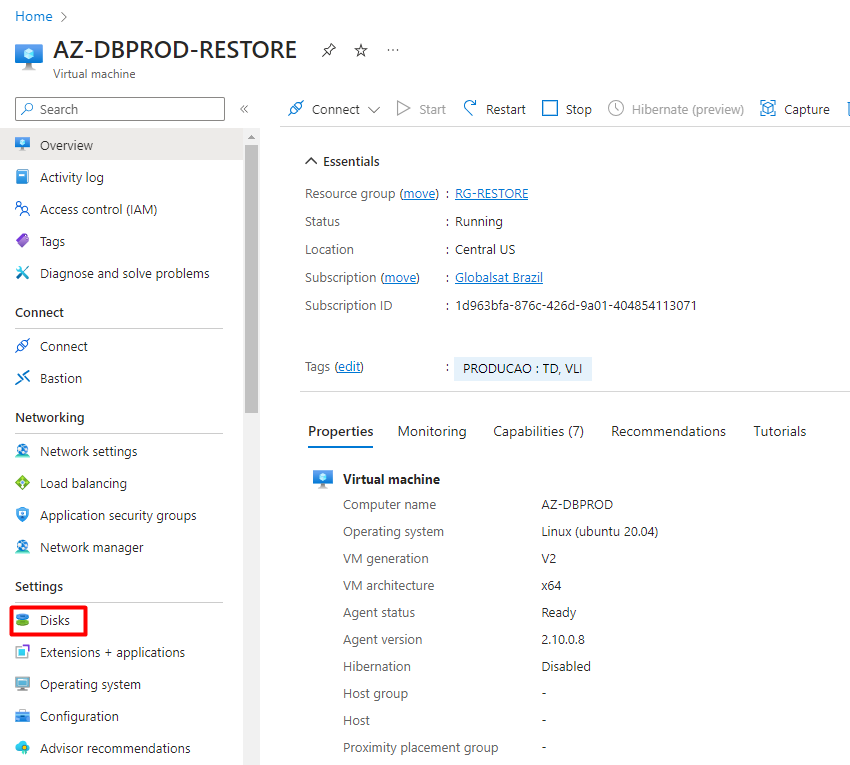 Home
AZ-DBPROD-RESTORE
Virtual machine
Search
Overview
Activity log
Access control (IAM)
Tags
Diagnose and solve problems
Connect
Connect
Bastion
Networking
Network settings
Load balancing
Application security groups
Network manager
Settings
Disks
Extensions + applications
Operating system
Configuration
Advisor recommendations
Connect Start Restart Stop Hibernate (preview) Capture
Essentials
Resource group (move) : RG-RESTORE
Status : Running
Location : Central US
Subscription (move) : Globalsat Brazil
Subscription ID : 1d963bfa-876c-426d-9a01-404854113071
Tags (edit) : PRODUCAO : TD, VLI
Properties Monitoring Capabilities (7) Recommendations Tutorials
Virtual machine
Computer name AZ-DBPROD
Operating system Linux (ubuntu 20.04)
VM generation V2
VM architecture x64
Agent status Ready
Agent version 2.10.0.8
Hibernation Disabled
Host group -
Host -
Proximity placement group -